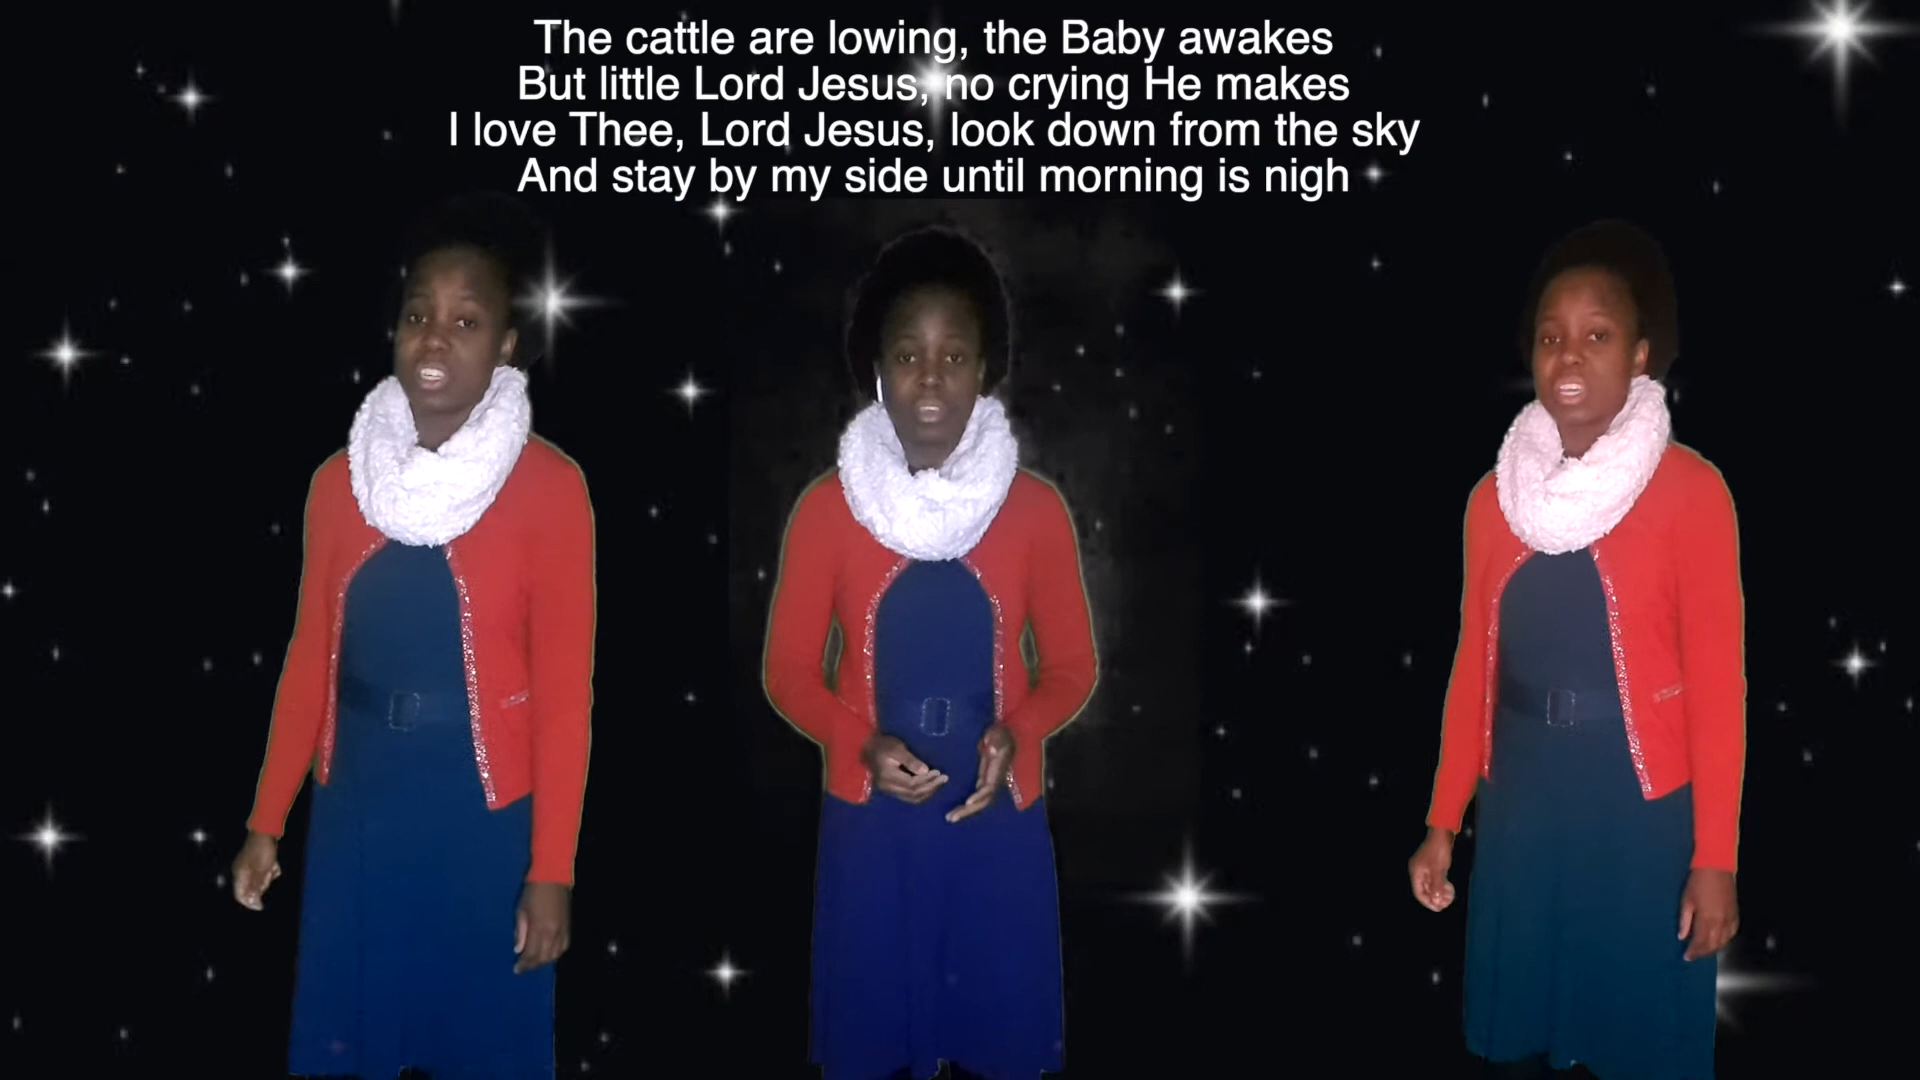 The cattle are lowing, the Baby awakes
But little Lord Jesus, no crying He makes
I love Thee, Lord Jesus, look down from the sky
And stay by my side until morning is nigh